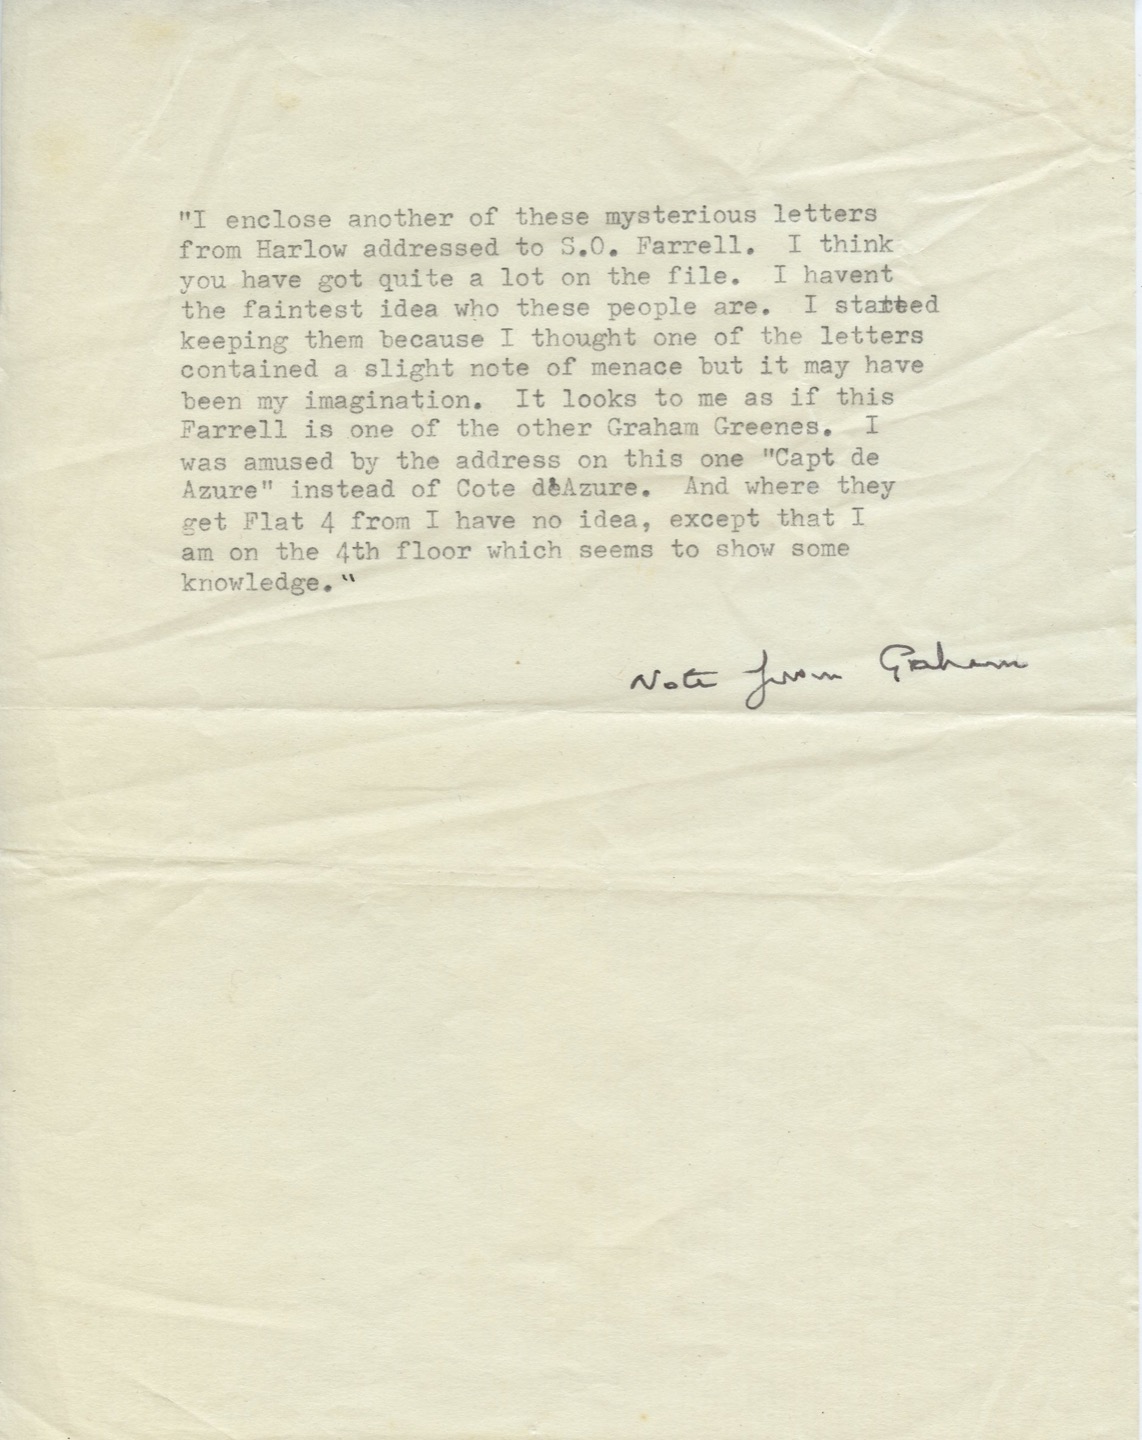 "I enclose another of these mysterious letters
from Harlow addressed to S.O. Farrell.  I think
you have got quite a lot on the file.  I havent
the faintest idea who these people are.  I started
keeping them because I thought one of the letters
contained a slight note of menace but it may have
been my imagination.  It looks to me as if this
Farrell is one of the other Graham Greenes.  I
was amused by the address on this one "Capt de
Azure" instead of Cote d'Azure.  And where they
get Flat 4 from I have no idea, except that I
am on the 4th floor which seems to show some
knowledge."
Note from Graham